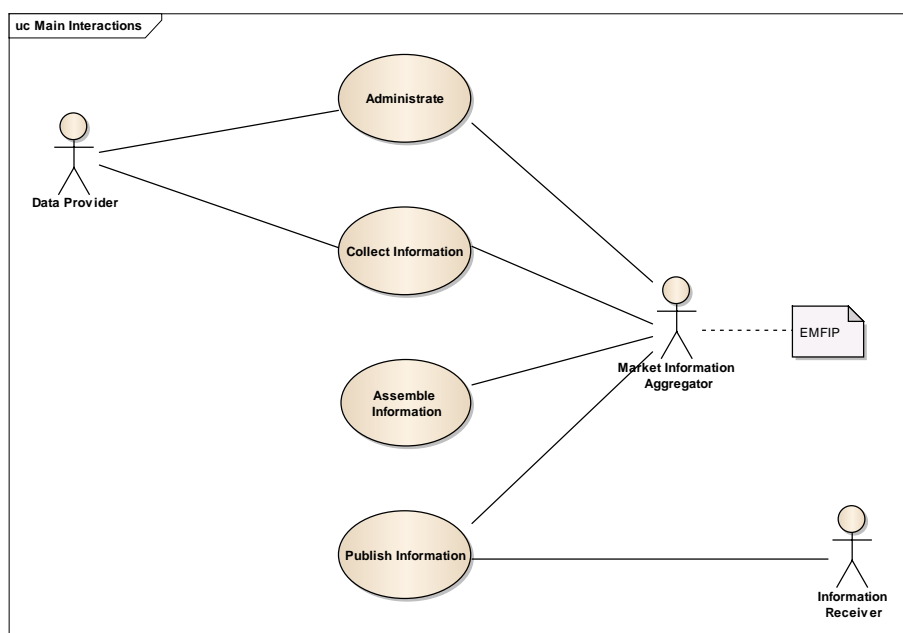 uc Main Interactions
Administrate
Data Provider
Collect Information
EMFIP
Market Information
Aggregator
Assemble
Information
Publish Information
Information
Receiver